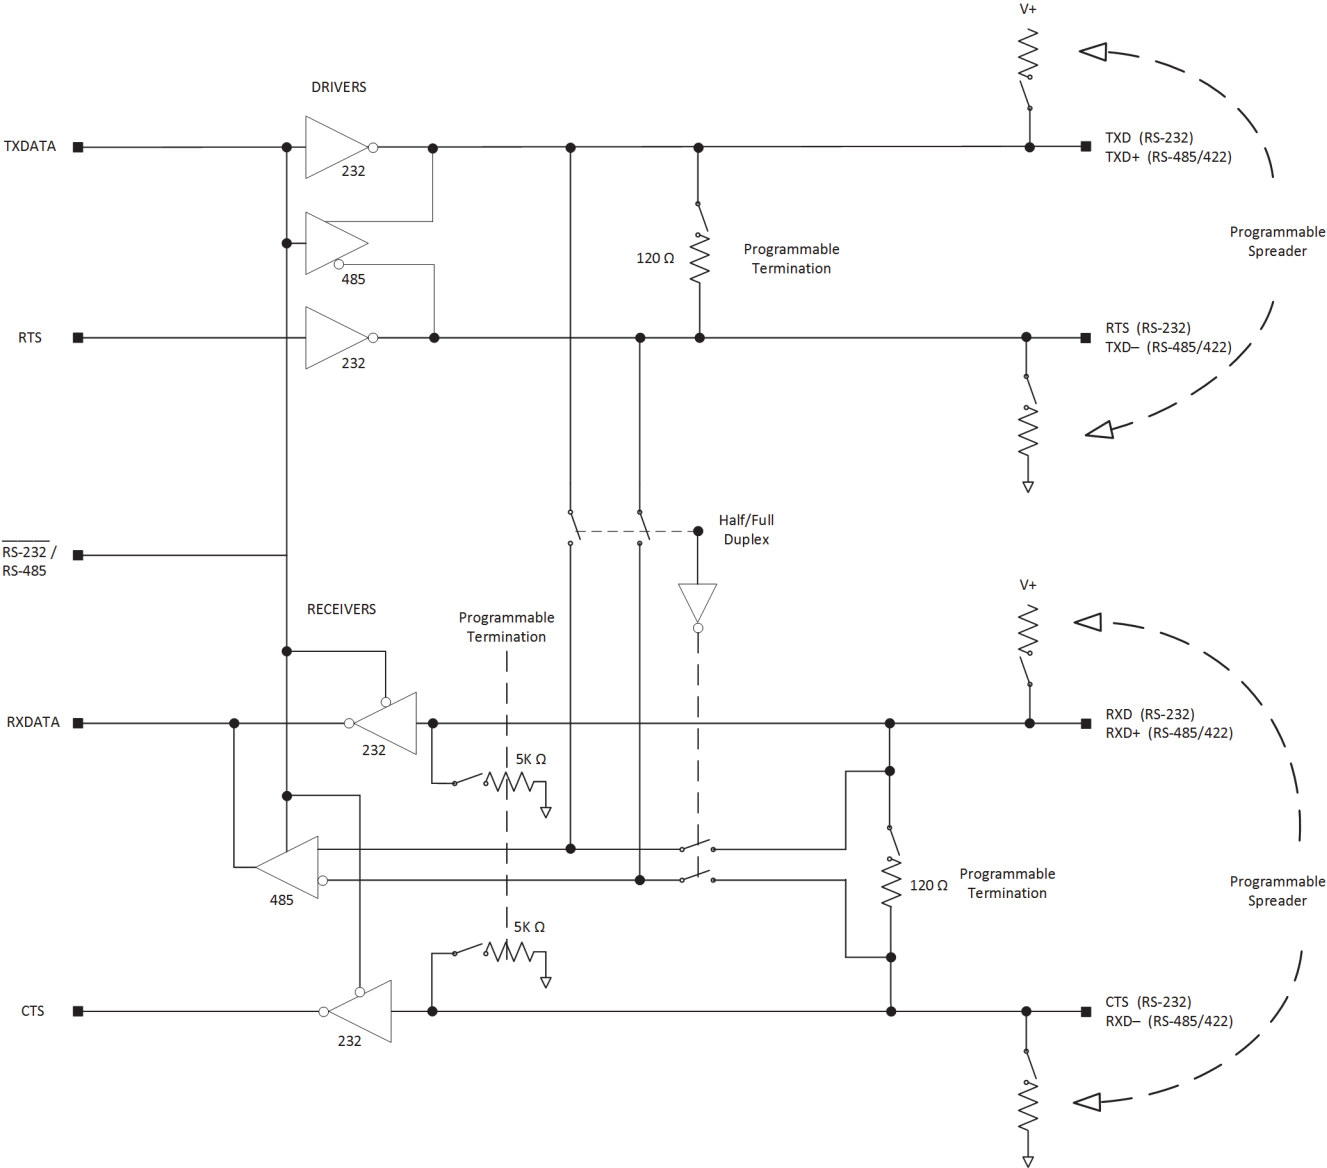 V+
DRIVERS
TXDATA
232
TXD (RS-232)
TXD+ (RS-485/422)
485
120 Ω
Programmable
Termination
Programmable
Spreader
RTS
232
RTS (RS-232)
TXD– (RS-485/422)
Half/Full
Duplex
RS-232 /
RS-485
V+
RECEIVERS
Programmable
Termination
RXDATA
232
5K Ω
RXD (RS-232)
RXD+ (RS-485/422)
485
120 Ω
Programmable
Termination
Programmable
Spreader
5K Ω
CTS
232
CTS (RS-232)
RXD– (RS-485/422)